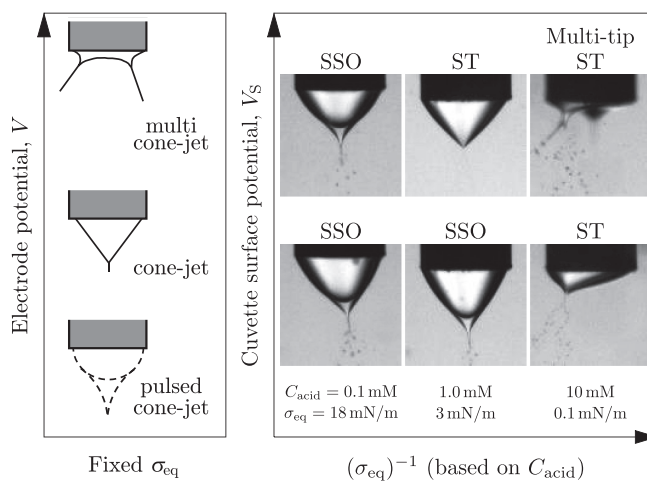 Electrode potential, V
multi
cone-jet
cone-jet
pulsed
cone-jet
Fixed σeq
Cuvette surface potential, VS
SSO
ST
Multi-tip
ST
SSO
SSO
ST
Cacid = 0.1 mM
1.0 mM
10 mM
σeq = 18 mN/m
3 mN/m
0.1 mN/m
(σeq)−1 (based on Cacid)